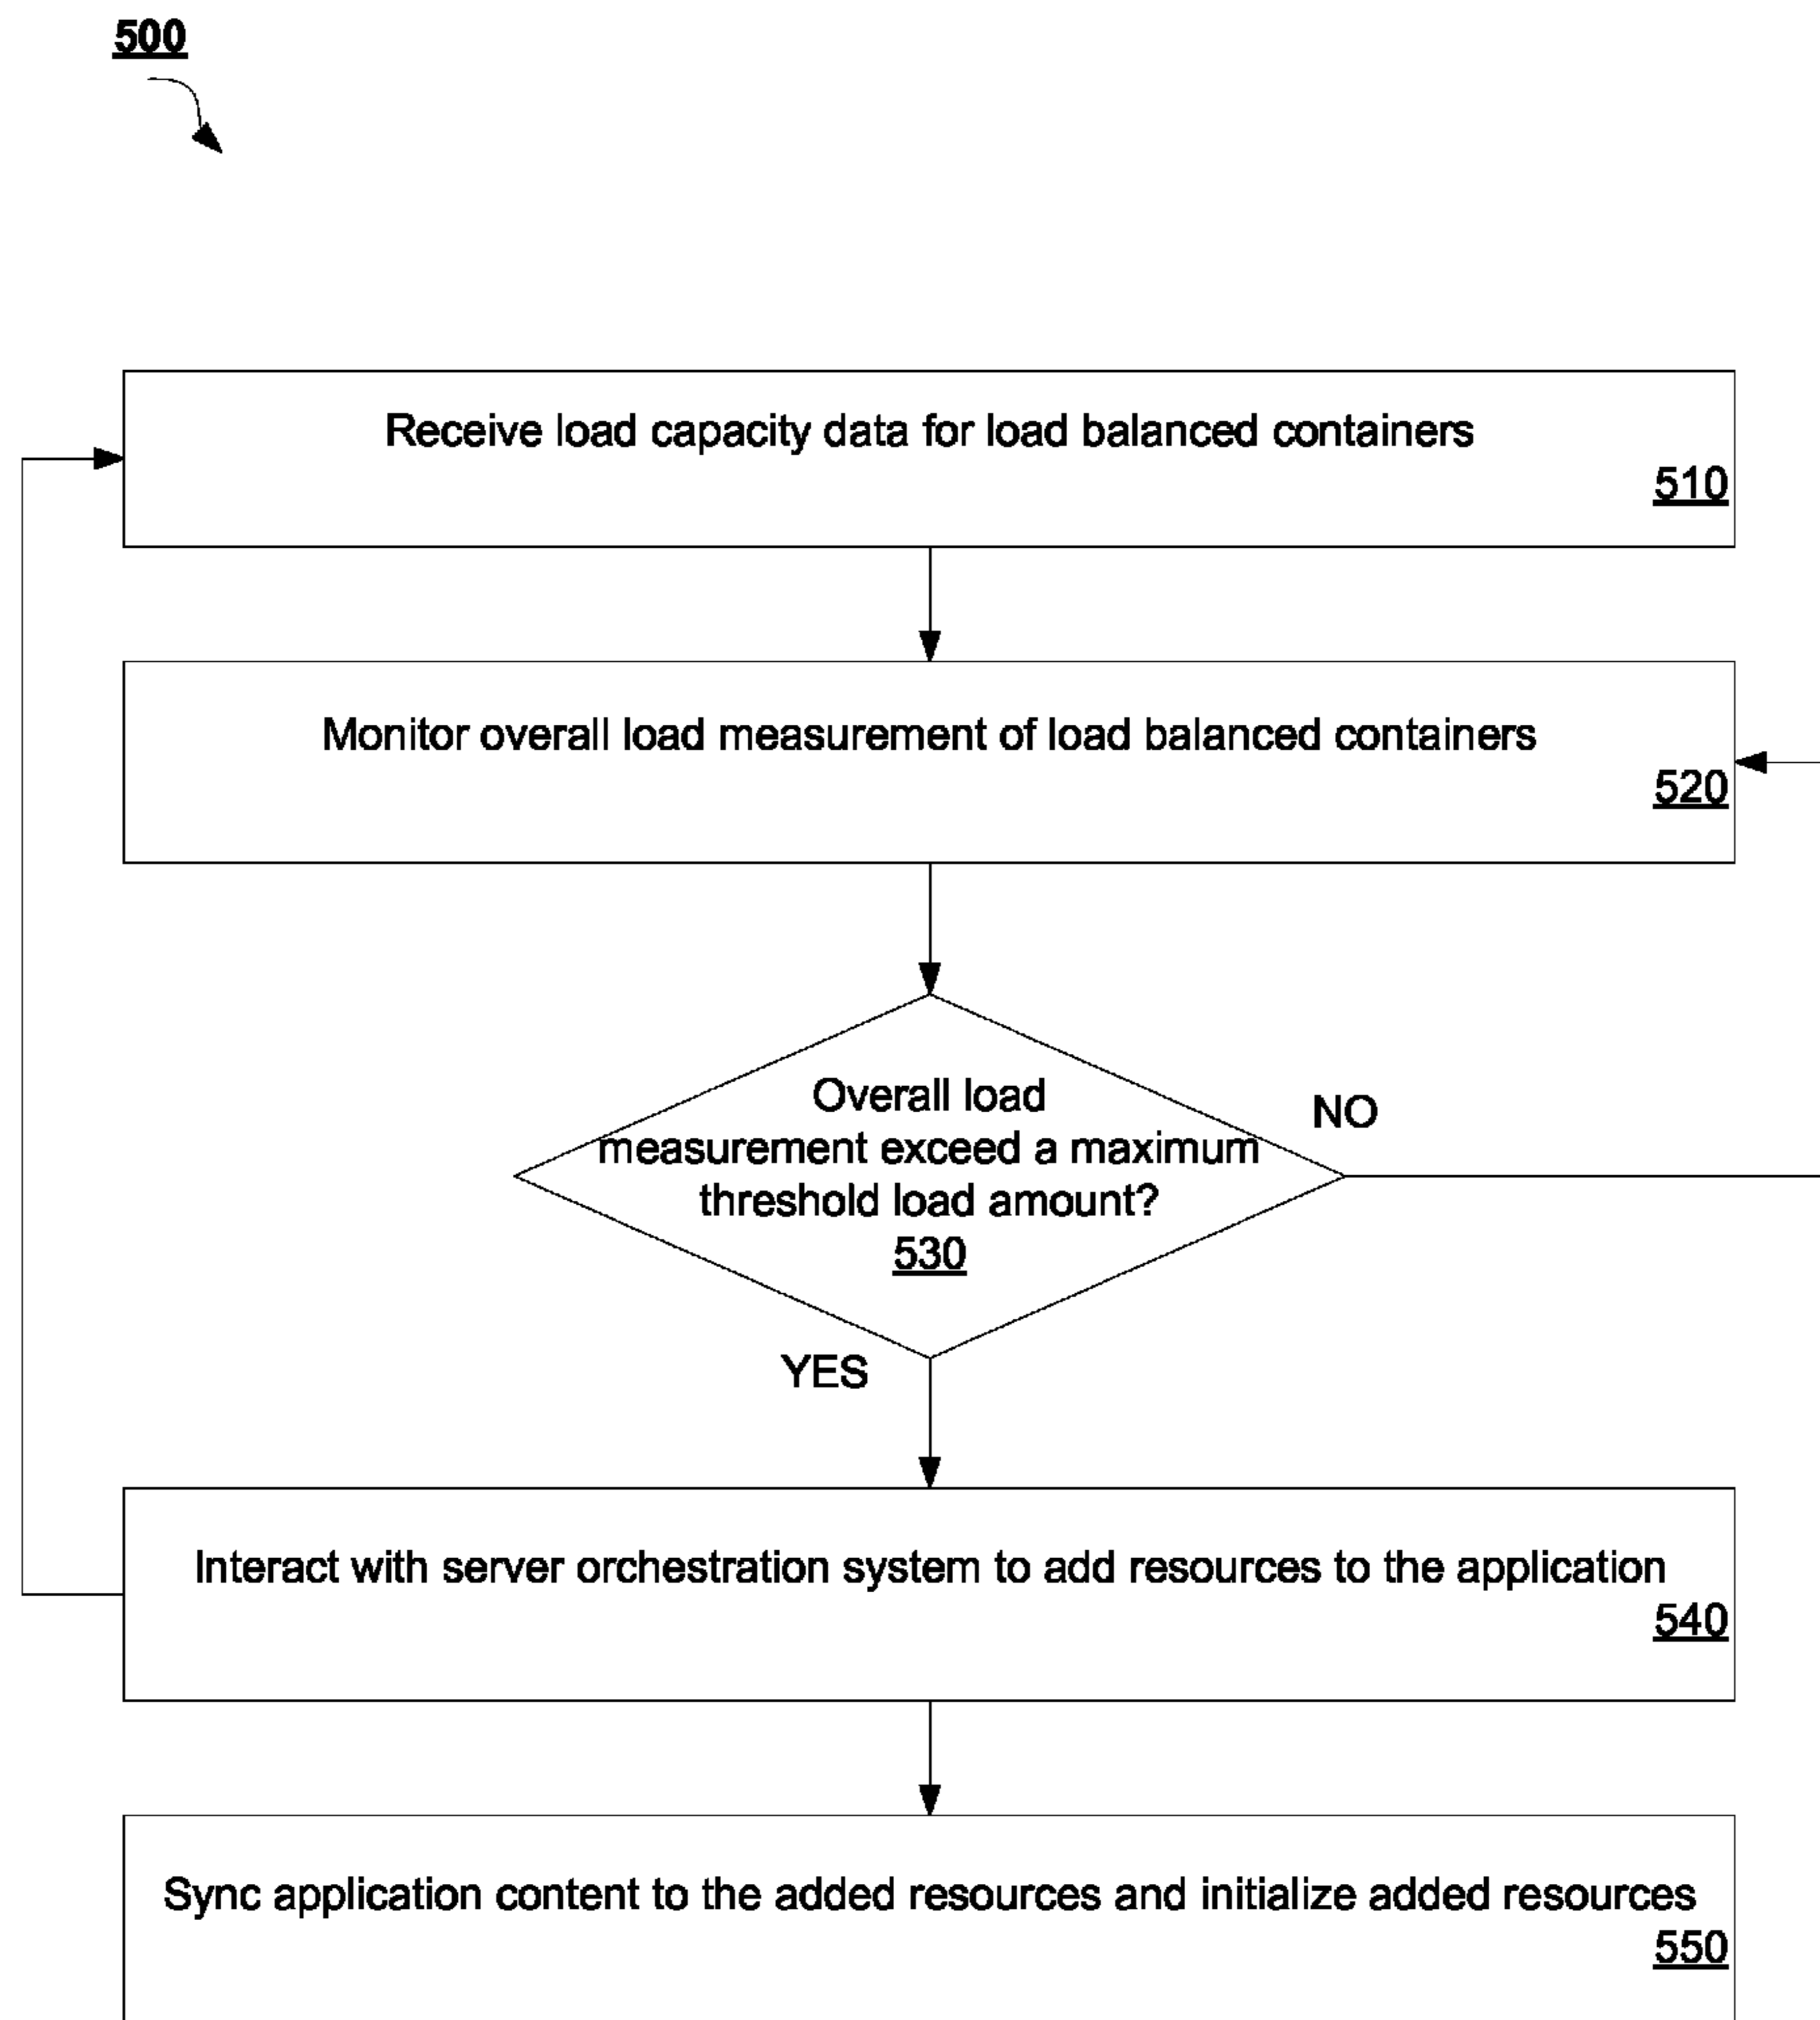 500
Receive load capacity data for load balanced containers
510
Monitor overall load measurement of load balanced containers
520
Overall load
measurement exceed a maximum
threshold load amount?
530
NO
YES
Interact with server orchestration system to add resources to the application
540
Sync application content to the added resources and initialize added resources
550